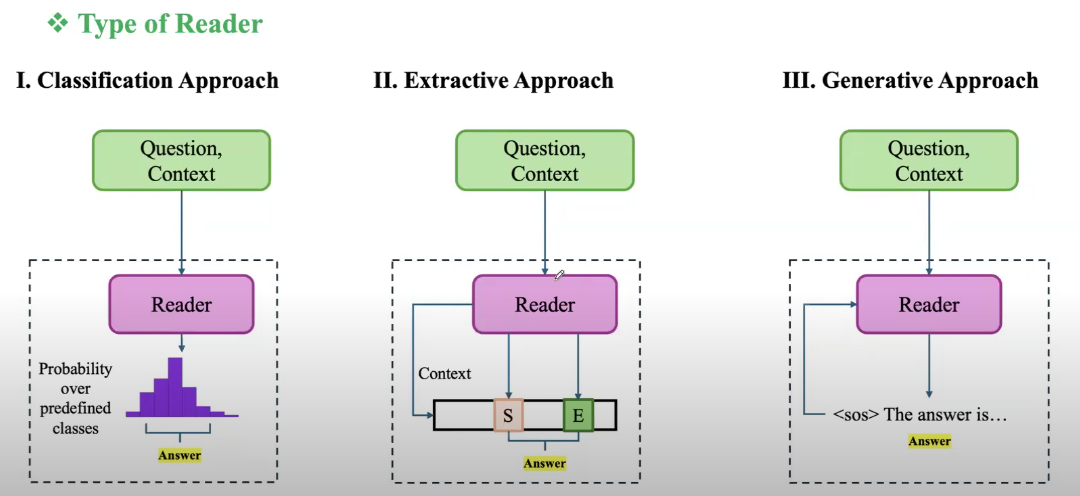 ❖ Type of Reader
I. Classification Approach
II. Extractive Approach
III. Generative Approach
Question,
Context
Question,
Context
Question,
Context
Reader
Reader
Reader
Probability
over
predefined
classes
Answer
Context
S
E
Answer
<sos> The answer is…
Answer